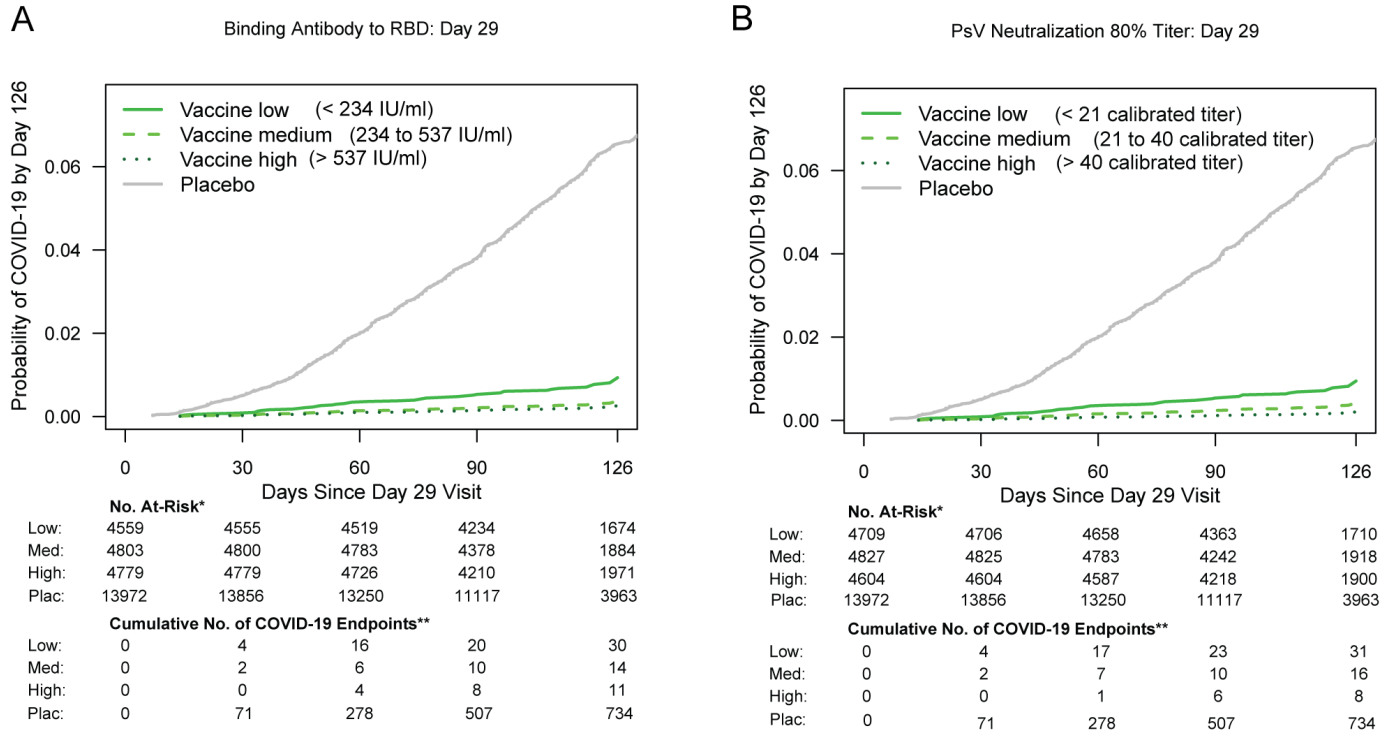 A
Binding Antibody to RBD: Day 29
Probability of COVID-19 by Day 126
Vaccine low (< 234 IU/ml)
Vaccine medium (234 to 537 IU/ml)
Vaccine high (> 537 IU/ml)
Placebo
0.06
0.04
0.02
0.00
0 30 60 90 126
Days Since Day 29 Visit
No. At-Risk*
Low: 4559 4555 4519 4234 1674
Med: 4803 4800 4783 4378 1884
High: 4779 4779 4726 4210 1971
Plac: 13972 13856 13250 11117 3963
Cumulative No. of COVID-19 Endpoints**
Low: 0 4 16 20 30
Med: 0 2 6 10 14
High: 0 0 4 8 11
Plac: 0 71 278 507 734
B
PsV Neutralization 80% Titer: Day 29
Probability of COVID-19 by Day 126
Vaccine low (< 21 calibrated titer)
Vaccine medium (21 to 40 calibrated titer)
Vaccine high (> 40 calibrated titer)
Placebo
0.06
0.04
0.02
0.00
0 30 60 90 126
Days Since Day 29 Visit
No. At-Risk*
Low: 4709 4706 4658 4363 1710
Med: 4827 4825 4783 4242 1918
High: 4604 4604 4587 4218 1900
Plac: 13972 13856 13250 11117 3963
Cumulative No. of COVID-19 Endpoints**
Low: 0 4 17 23 31
Med: 0 2 7 10 16
High: 0 0 1 6 8
Plac: 0 71 278 507 734